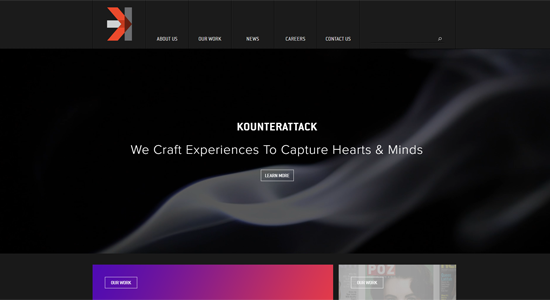 ABOUT US
OUR WORK
NEWS
CAREERS
CONTACT US
KOUNTERATTACK
We Craft Experiences To Capture Hearts & Minds
LEARN MORE
OUR WORK
POZ
OUR WORK